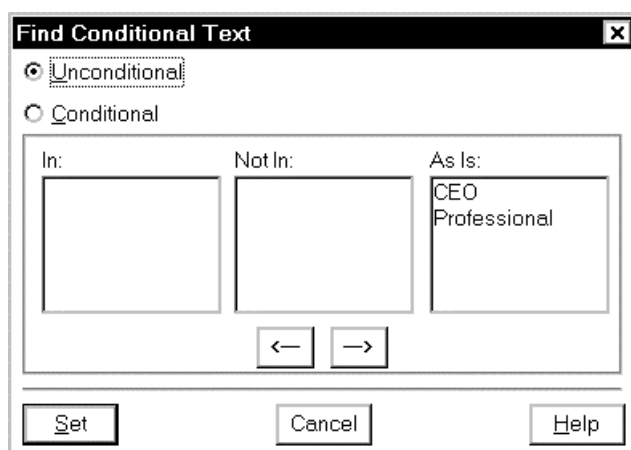 Find Conditional Text
Unconditional
Conditional
In: Not In: As Is:
CEO
Professional
Set Cancel Help